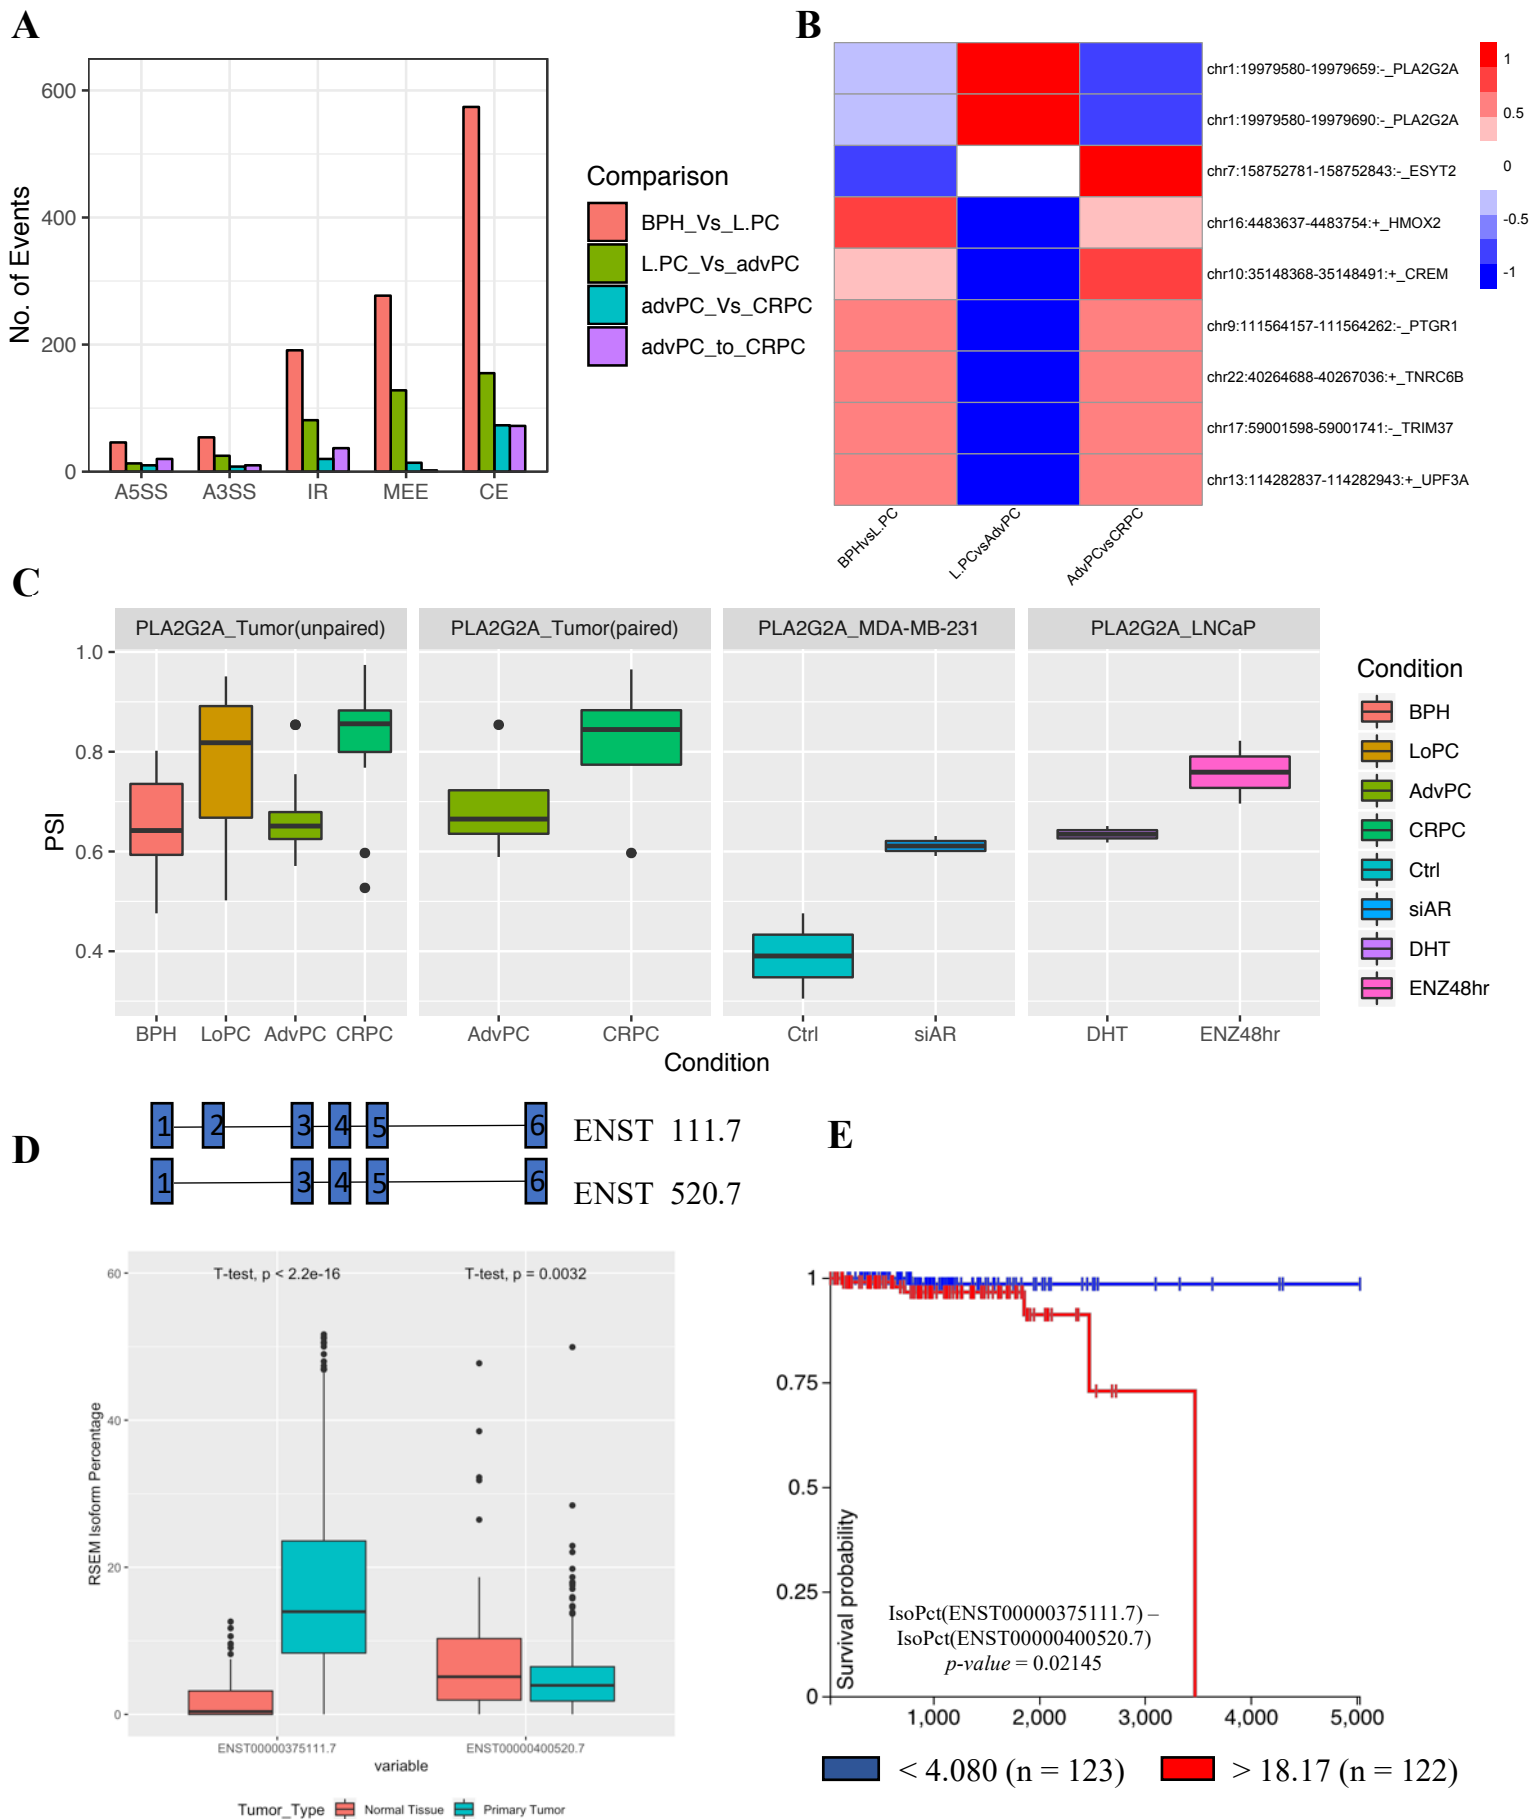 A
600
400
200
0
No. of Events
A5SS A3SS IR MEE CE
Comparison
BPH_Vs_L.PC
L.PC_Vs_advPC
advPC_Vs_CRPC
advPC_to_CRPC
B
chr1:19979580-19979659:-_PLA2G2A
chr1:19979580-19979690:-_PLA2G2A
chr7:158752781-158752843:-_ESYT2
chr16:4483637-4483754:+_HMOX2
chr10:35148368-35148491:+_CREM
chr9:111564157-111564262:-_PTGR1
chr22:40264688-40267036:+_TNRC6B
chr17:59001598-59001741:-_TRIM37
chr13:114282837-114282943:+_UPF3A
BPHvsL.PC
L.PCvsAdvPC
AdvPCvsCRPC
1
0.5
0
-0.5
-1
C
PLA2G2A_Tumor(unpaired) PLA2G2A_Tumor(paired) PLA2G2A_MDA-MB-231 PLA2G2A_LNCaP
1.0
0.8
0.6
0.4
PSI
BPH LoPC AdvPC CRPC AdvPC CRPC Ctrl siAR DHT ENZ48hr
Condition
Condition
BPH
LoPC
AdvPC
CRPC
Ctrl
siAR
DHT
ENZ48hr
D
1 2 3 4 5 6 ENST 111.7
1 3 4 5 6 ENST 520.7
T-test, p < 2.2e-16 T-test, p = 0.0032
60
40
20
0
RSEM Isoform Percentage
ENST00000375111.7 ENST00000400520.7
variable
Tumor_Type Normal Tissue Primary Tumor
E
1
0.75
0.5
0.25
0
Survival probability
IsoPct(ENST00000375111.7) –
IsoPct(ENST00000400520.7)
p-value = 0.02145
1,000 2,000 3,000 4,000 5,000
< 4.080 (n = 123) > 18.17 (n = 122)